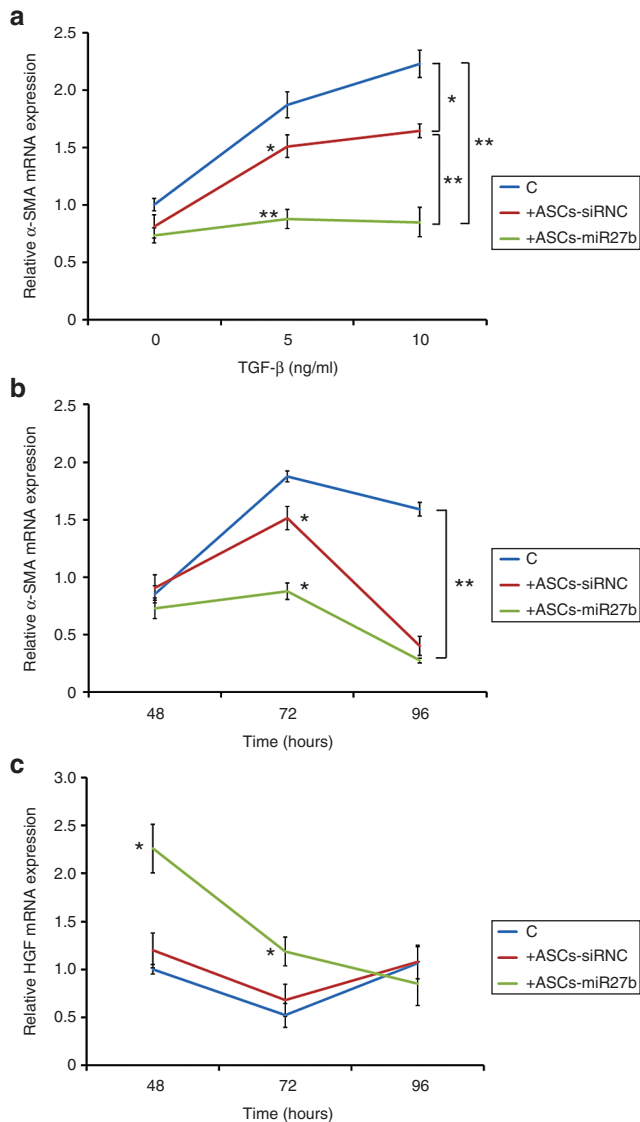 a
Relative α-SMA mRNA expression
2.5
2.0
1.5
1.0
0.5
0
*
**
*
**
**
0
5
10
TGF-β (ng/ml)
C
+ASCs-siRNC
+ASCs-miR27b
b
Relative α-SMA mRNA expression
2.5
2.0
1.5
1.0
0.5
0
*
*
**
48
72
96
Time (hours)
C
+ASCs-siRNC
+ASCs-miR27b
c
Relative HGF mRNA expression
3.0
2.5
2.0
1.5
1.0
0.5
0
*
*
48
72
96
Time (hours)
C
+ASCs-siRNC
+ASCs-miR27b